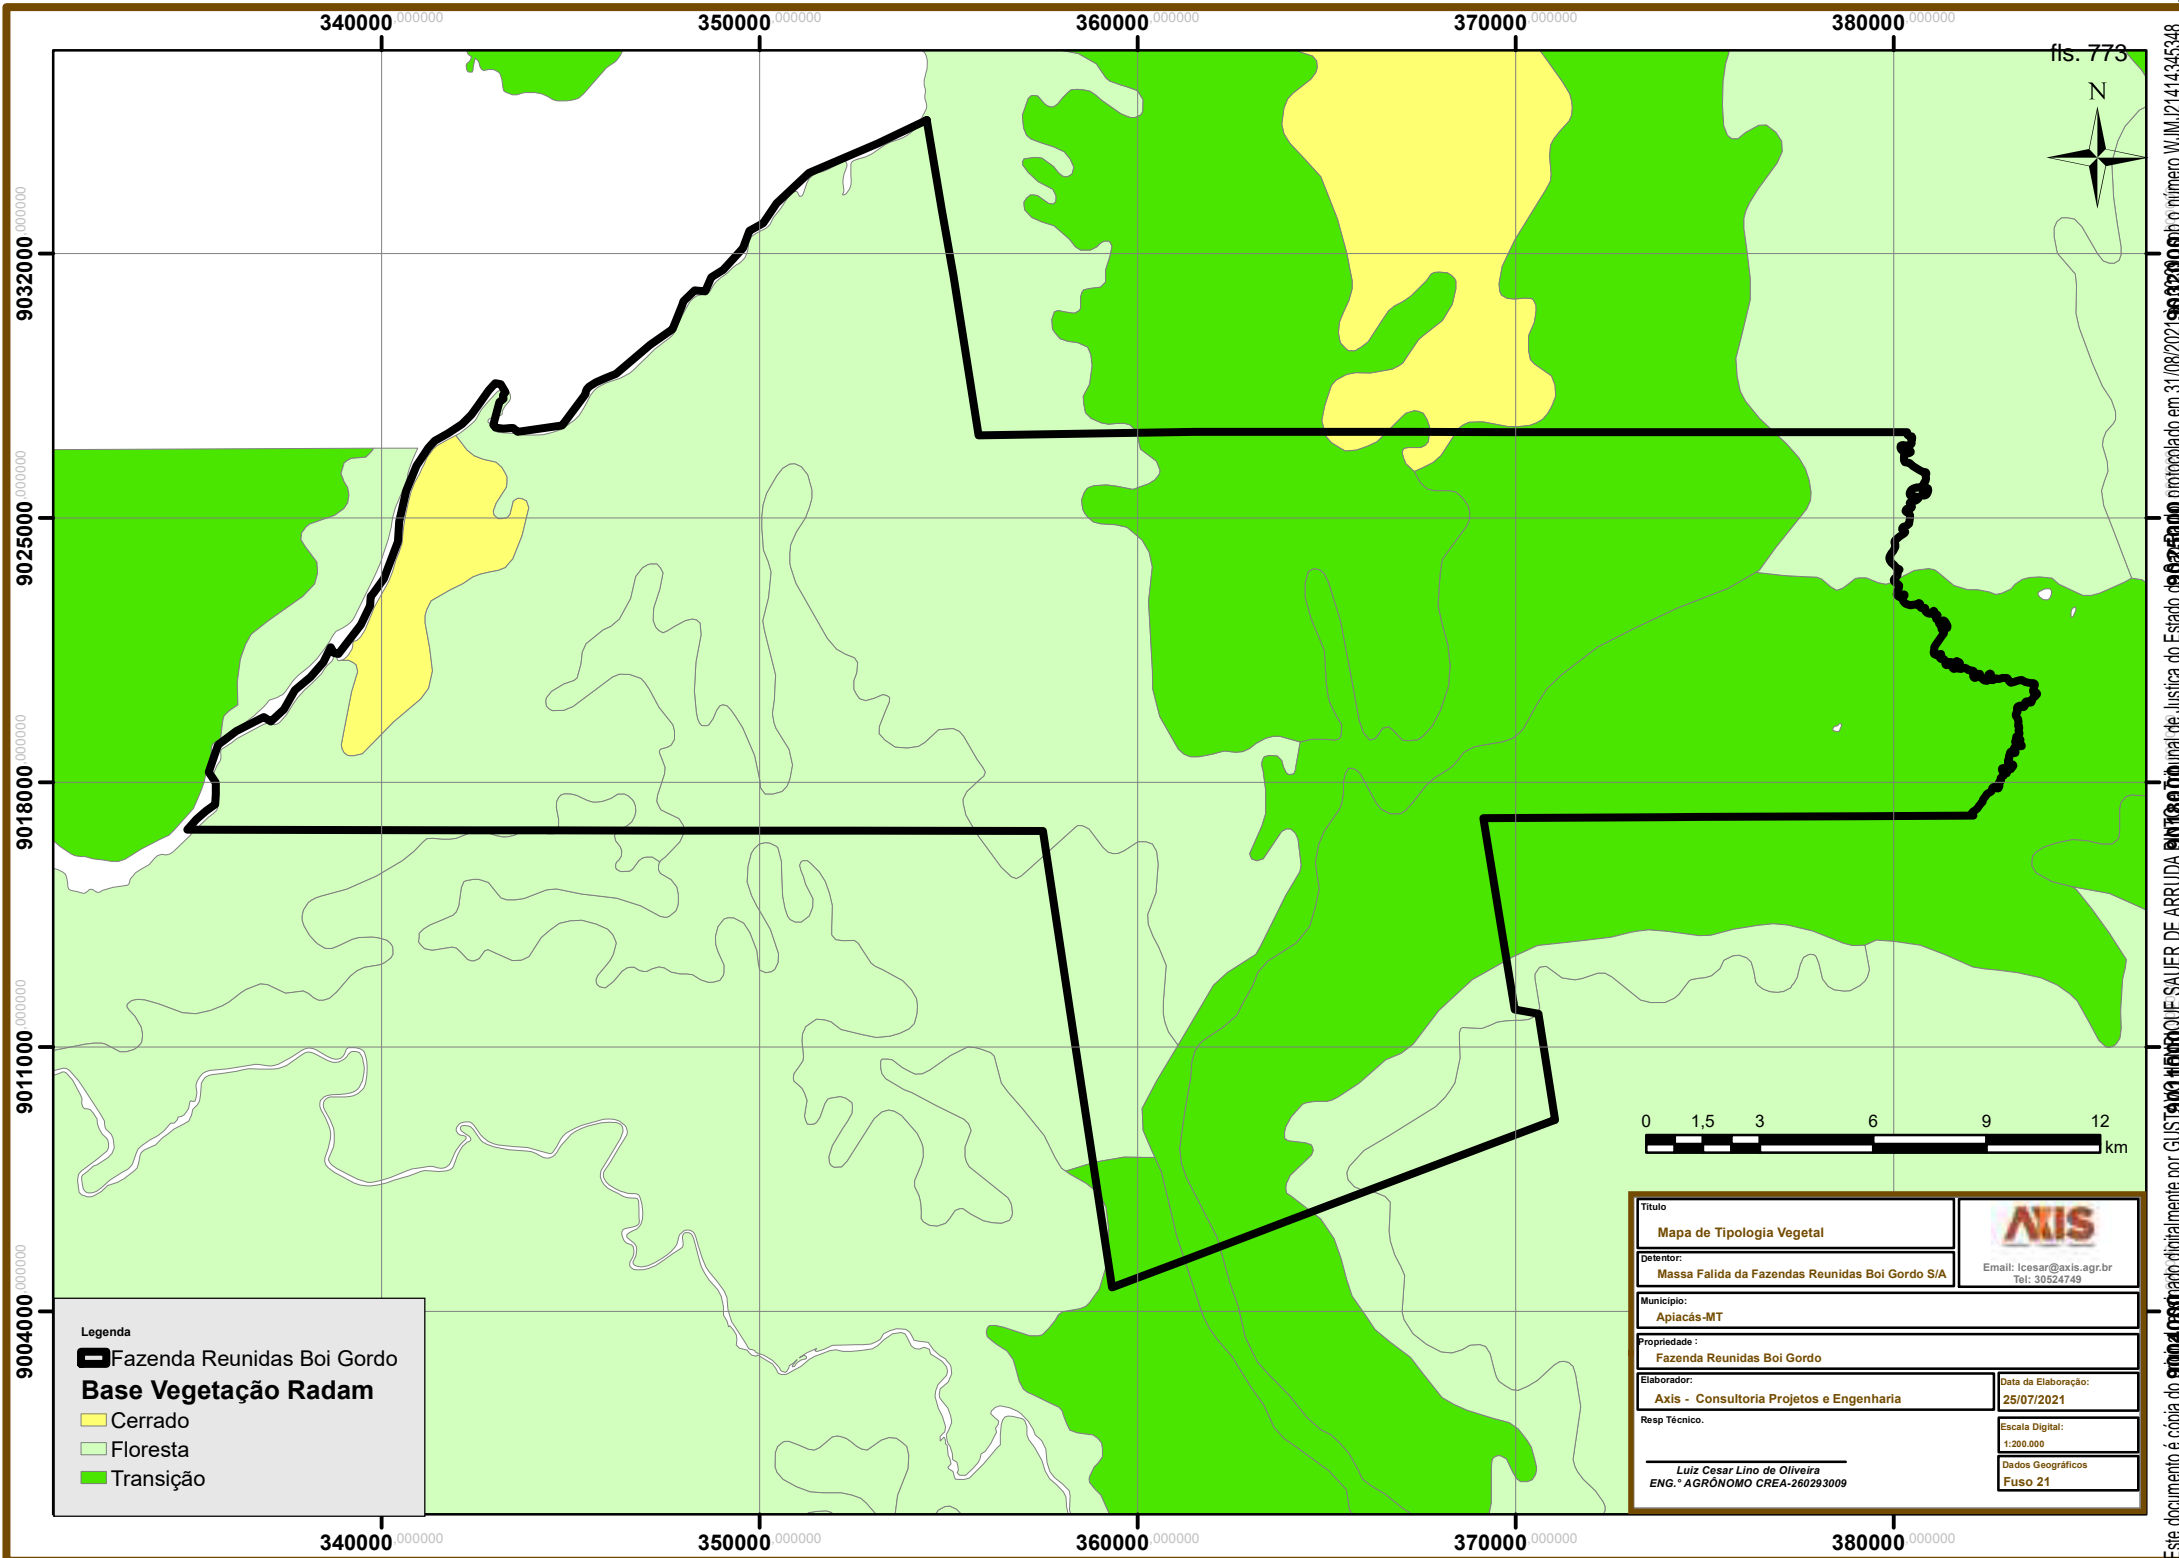 340000,000000 350000,000000 360000,000000 370000,000000 380000,000000
fls. 773
N
9032000,000000
9025000,000000
9018000,000000
9011000,000000
9004000,000000
0 1,5 3 6 9 12
km
Legenda
Fazenda Reunidas Boi Gordo
Base Vegetação Radam
Cerrado
Floresta
Transição
Titulo
Mapa de Tipologia Vegetal
Detentor:
Massa Falida da Fazendas Reunidas Boi Gordo S/A
AXIS
Email: lcesar@axis.agr.br
Tel: 30524749
Municipio:
Apiacás-MT
Propriedade :
Fazenda Reunidas Boi Gordo
Elaborador:
Axis - Consultoria Projetos e Engenharia
Data da Elaboração:
25/07/2021
Resp Técnico.
Escala Digital:
1:200.000
Luiz Cesar Lino de Oliveira
ENG.º AGRÔNOMO CREA-260293009
Dados Geográficos
Fuso 21
340000,000000 350000,000000 360000,000000 370000,000000 380000,000000